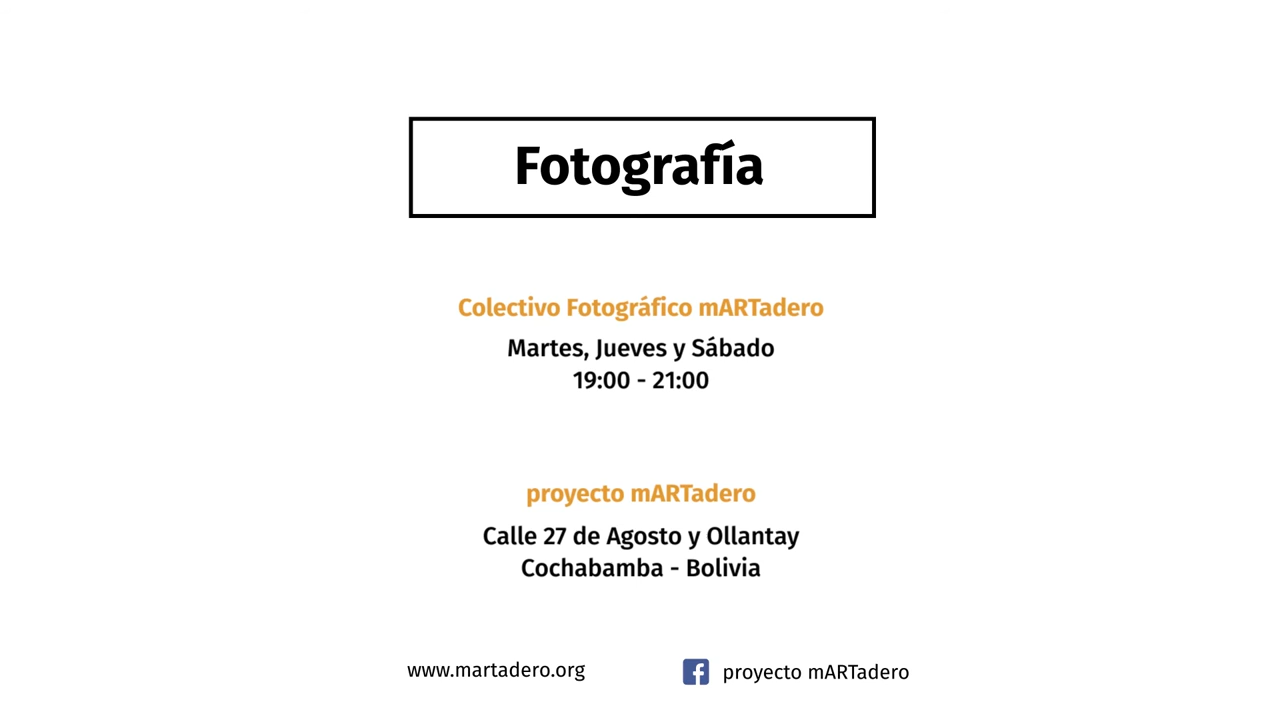 Fotografía
Colectivo Fotográfico mARTadero
Martes, Jueves y Sábado
19:00 - 21:00
proyecto mARTadero
Calle 27 de Agosto y Ollantay
Cochabamba - Bolivia
www.martadero.org
proyecto mARTadero